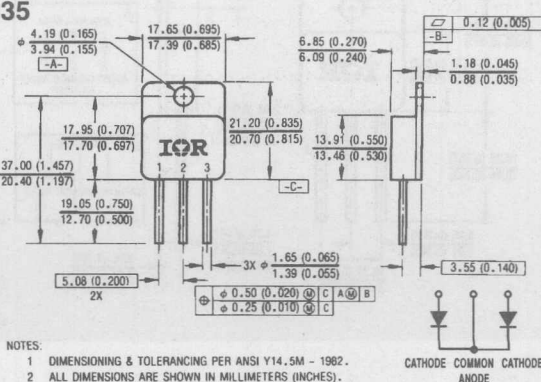 35
φ 4.19 (0.165)
3.94 (0.155)
-A-
17.65 (0.695)
17.39 (0.685)
6.85 (0.270)
6.09 (0.240)
⏥ 0.12 (0.005)
-B-
1.18 (0.045)
0.88 (0.035)
37.00 (1.457)
20.40 (1.197)
17.95 (0.707)
17.70 (0.697)
19.05 (0.750)
12.70 (0.500)
IOR
1 2 3
21.20 (0.835)
20.70 (0.815)
-C-
13.91 (0.550)
13.46 (0.530)
5.08 (0.200)
2X
3X φ 1.65 (0.065)
1.39 (0.055)
⌖ φ 0.50 (0.020) Ⓜ C AⓂ B
φ 0.25 (0.010) Ⓜ C
3.55 (0.140)
CATHODE COMMON CATHODE
ANODE
NOTES:
1 DIMENSIONING & TOLERANCING PER ANSI Y14.5M - 1982.
2 ALL DIMENSIONS ARE SHOWN IN MILLIMETERS (INCHES).